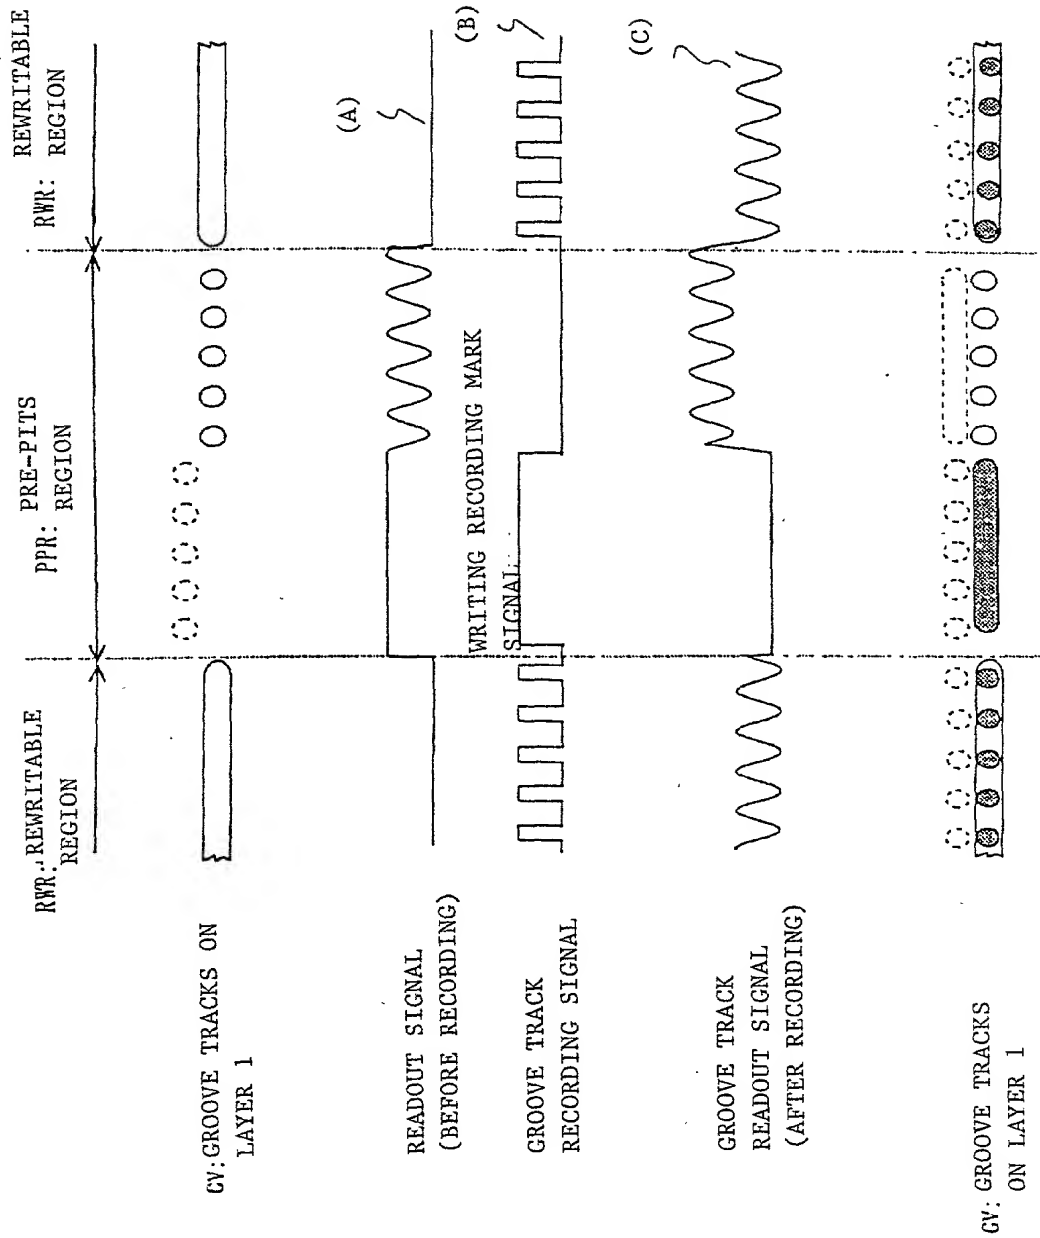 RWR: REWRITABLE
REGION
PPR: PRE-PITS
REGION
RWR: REWRITABLE
REGION
GV: GROOVE TRACKS ON
LAYER 1
READOUT SIGNAL
(BEFORE RECORDING)
(A)
WRITING RECORDING MARK
SIGNAL
GROOVE TRACK
RECORDING SIGNAL
(B)
GROOVE TRACK
READOUT SIGNAL
(AFTER RECORDING)
(C)
GV: GROOVE TRACKS
ON LAYER 1